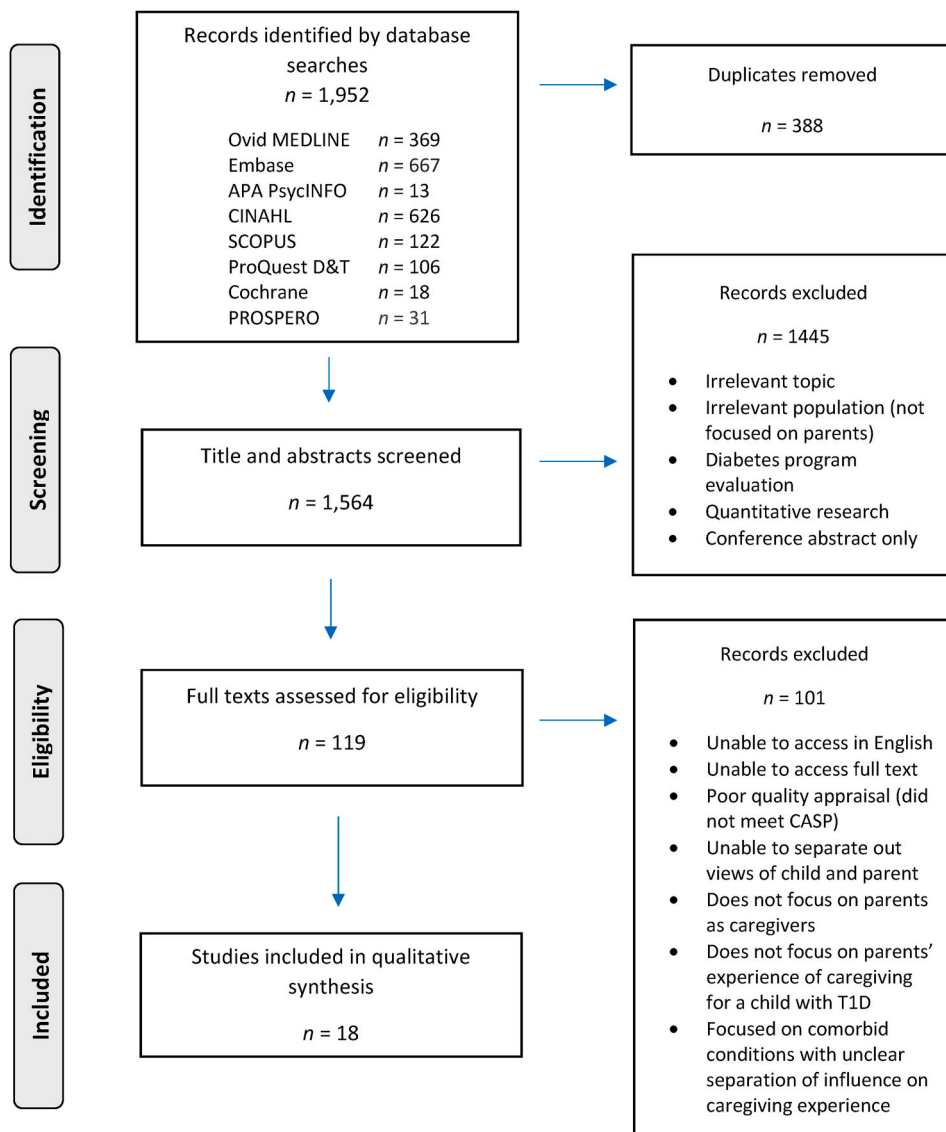 Identification
Records identified by database
searches
n = 1,952
Ovid MEDLINE n = 369
Embase n = 667
APA PsycINFO n = 13
CINAHL n = 626
SCOPUS n = 122
ProQuest D&T n = 106
Cochrane n = 18
PROSPERO n = 31
Duplicates removed
n = 388
Screening
Title and abstracts screened
n = 1,564
Records excluded
n = 1445
• Irrelevant topic
• Irrelevant population (not
focused on parents)
• Diabetes program
evaluation
• Quantitative research
• Conference abstract only
Eligibility
Full texts assessed for eligibility
n = 119
Records excluded
n = 101
• Unable to access in English
• Unable to access full text
• Poor quality appraisal (did
not meet CASP)
• Unable to separate out
views of child and parent
• Does not focus on parents
as caregivers
• Does not focus on parents’
experience of caregiving
for a child with T1D
• Focused on comorbid
conditions with unclear
separation of influence on
caregiving experience
Included
Studies included in qualitative
synthesis
n = 18